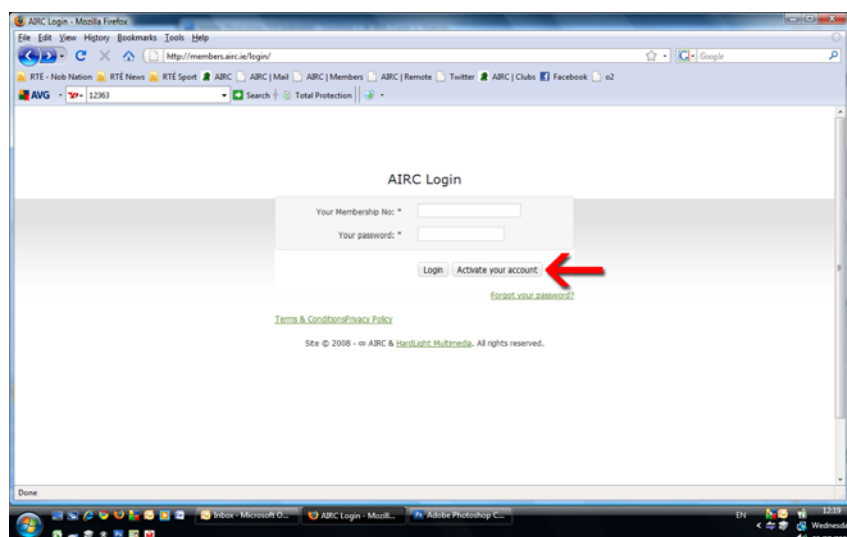 AIRC Login - Mozilla Firefox
File Edit View History Bookmarks Tools Help
http://members.airc.ie/login/ Google
RTÉ - Nob Nation RTÉ News RTÉ Sport AIRC AIRC | Mail AIRC | Members AIRC | Remote Twitter AIRC | Clubs Facebook o2
AVG 12363 Search Total Protection
AIRC Login
Your Membership No: *
Your password: *
Login Activate your account
Forgot your password?
Terms & ConditionsPrivacy Policy
Site © 2008 - ∞ AIRC & HardLight Multimedia. All rights reserved.
Done
Inbox - Microsoft O... AIRC Login - Mozill... Adobe Photoshop C... EN 12:19
Wednesda